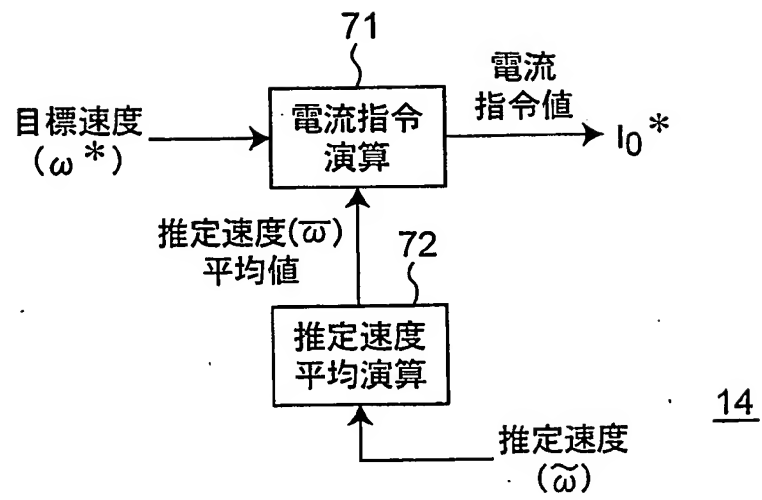 71
電流
指令値
目標速度
(ω*)
電流指令
演算
I0*
推定速度(ω̅)
平均値
72
推定速度
平均演算
14
推定速度
(ω̃)